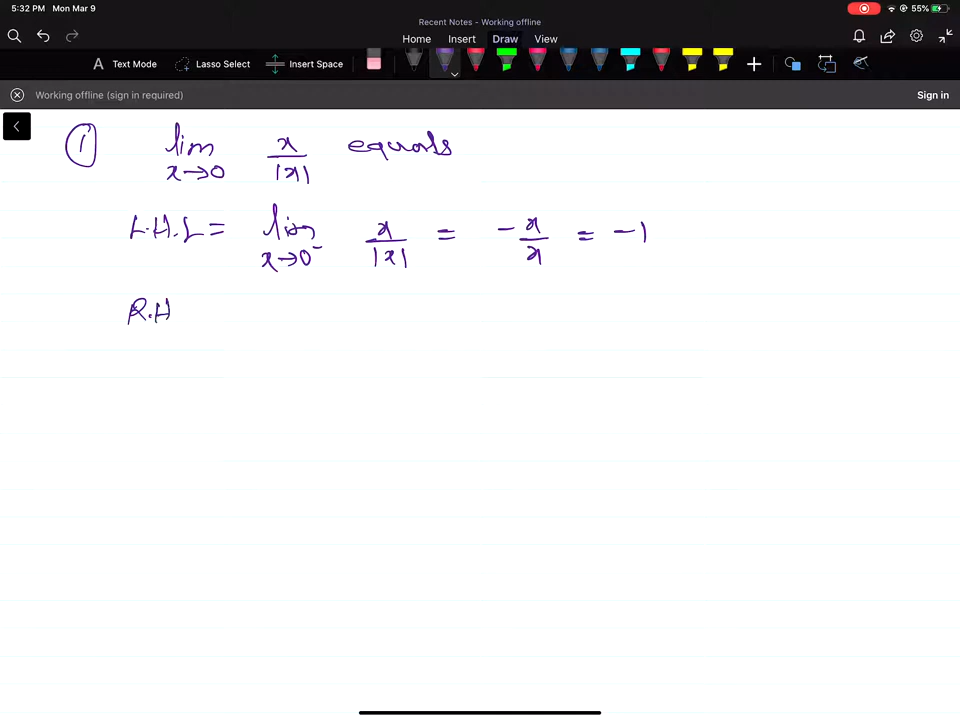 5:32 PM Mon Mar 9
55%
Recent Notes - Working offline
Home Insert Draw View
Text Mode Lasso Select Insert Space
Working offline (sign in required) Sign in
① lim x→0 x/|x| equals
L.H.L = lim x→0⁻ x/|x| = -x/x = -1
R.H